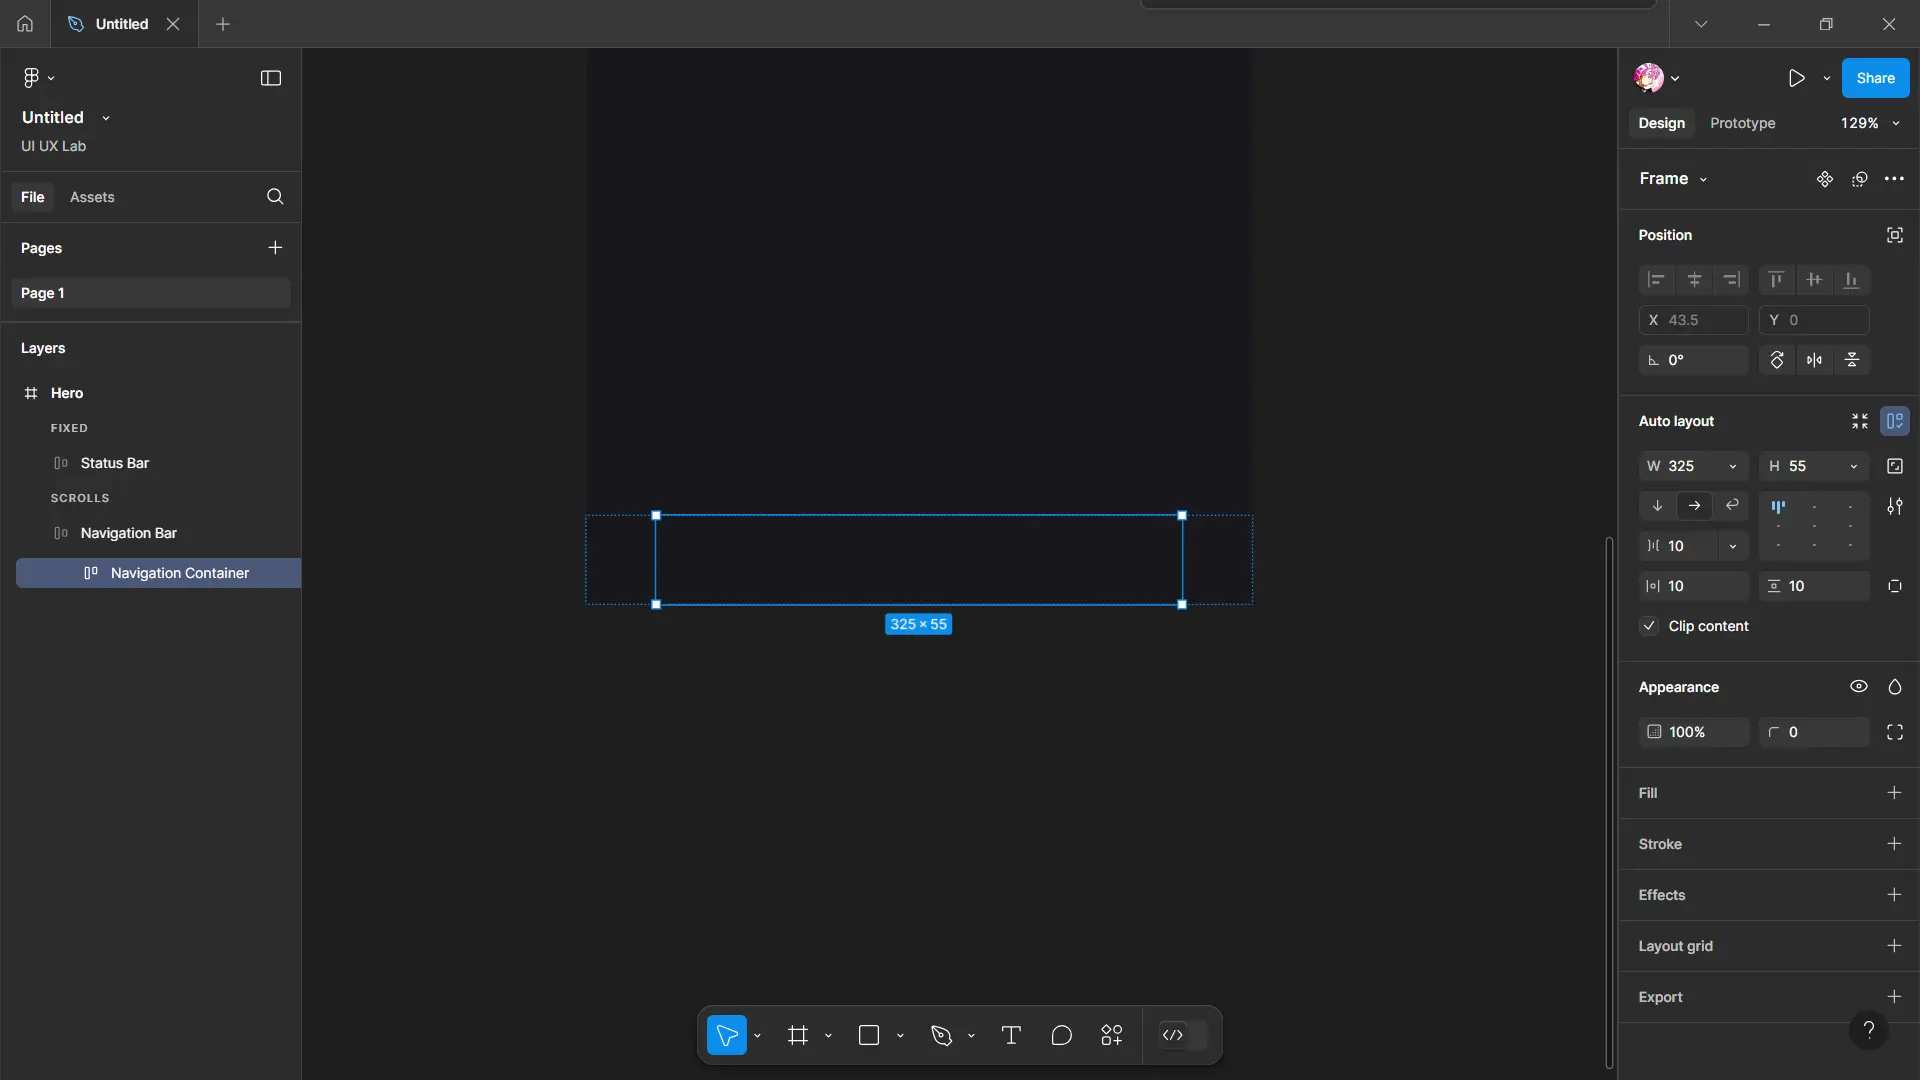 Untitled
Untitled
UI UX Lab
File Assets
Pages
Page 1
Layers
Hero
FIXED
Status Bar
SCROLLS
Navigation Bar
Navigation Container
325 × 55
Share
Design Prototype 129%
Frame
Position
X 43.5 Y 0
0°
Auto layout
W 325 H 55
10
10 10
Clip content
Appearance
100% 0
Fill
Stroke
Effects
Layout grid
Export
?